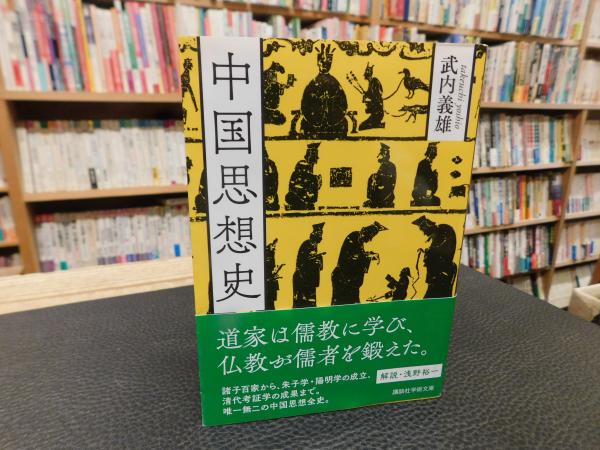 中国思想史
武内義雄
takeuchi yoshio
道家は儒教に学び、
仏教が儒者を鍛えた。
諸子百家から、朱子学・陽明学の成立、
清代考証学の成果まで。
唯一無二の中国思想全史。
解説・浅野裕一
講談社学術文庫